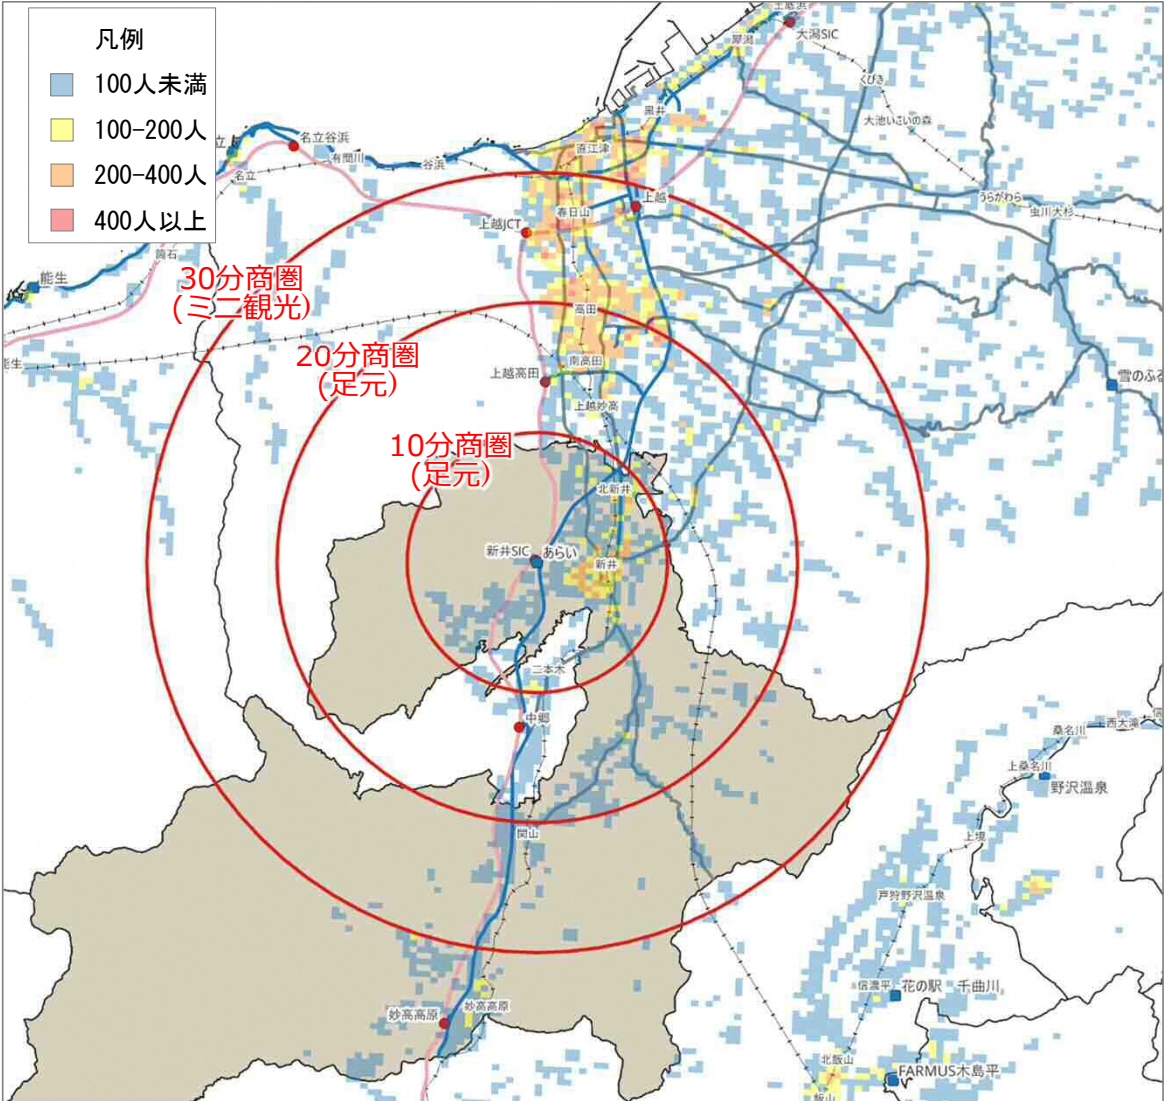 凡例
100人未満
100-200人
200-400人
400人以上
土底浜
犀潟
大潟SIC
くびき
黒井
大池いこいの森
名立谷浜
有間川
谷浜
名立
直江津
上越
うらがわら
虫川大杉
春日山
上越JCT
筒石
能生
30分商圏
(ミニ観光)
高田
20分商圏
(足元)
南高田
上越高田
雪のふる
能生
上越妙高
10分商圏
(足元)
北新井
新井SIC
あらい
新井
二本木
中郷
西大滝
桑名川
上桑名川
野沢温泉
関山
上境
戸狩野沢温泉
信濃平
花の駅 千曲川
妙高高原
妙高高原
北飯山
FARMUS木島平
飯山